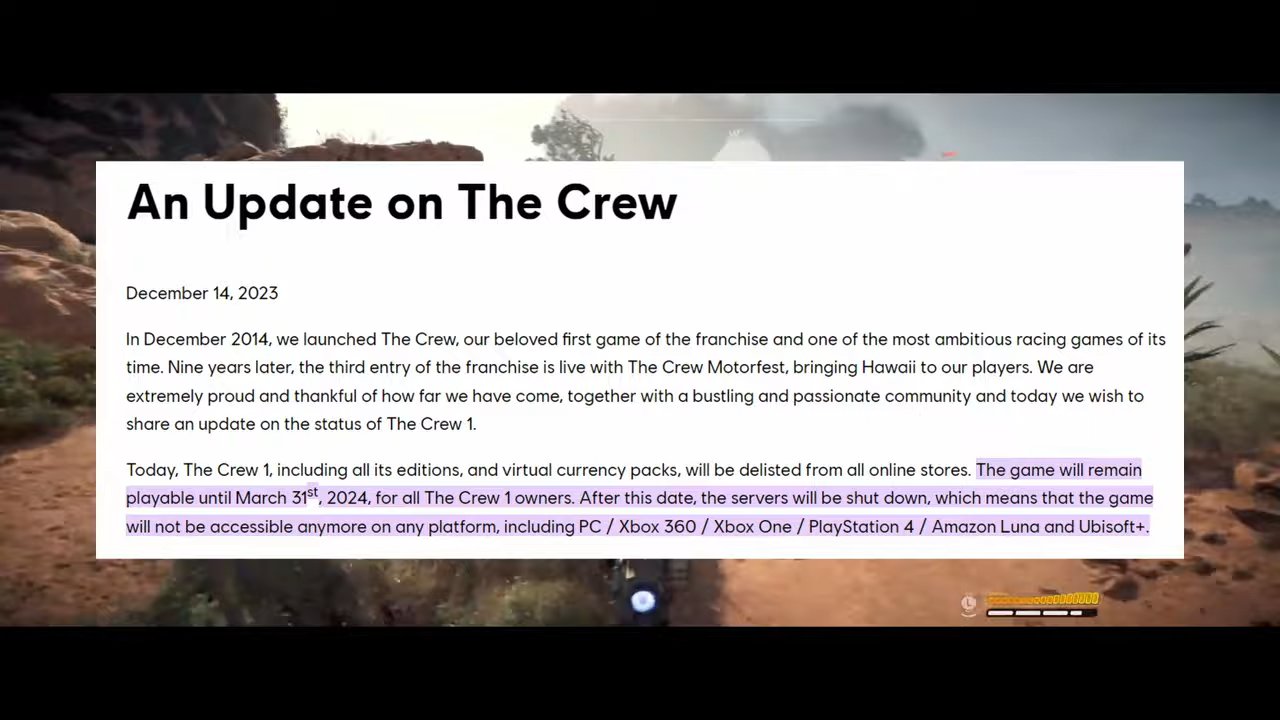 An Update on The Crew
December 14, 2023
In December 2014, we launched The Crew, our beloved first game of the franchise and one of the most ambitious racing games of its
time. Nine years later, the third entry of the franchise is live with The Crew Motorfest, bringing Hawaii to our players. We are
extremely proud and thankful of how far we have come, together with a bustling and passionate community and today we wish to
share an update on the status of The Crew 1.
Today, The Crew 1, including all its editions, and virtual currency packs, will be delisted from all online stores. The game will remain
playable until March 31st, 2024, for all The Crew 1 owners. After this date, the servers will be shut down, which means that the game
will not be accessible anymore on any platform, including PC / Xbox 360 / Xbox One / PlayStation 4 / Amazon Luna and Ubisoft+.
L